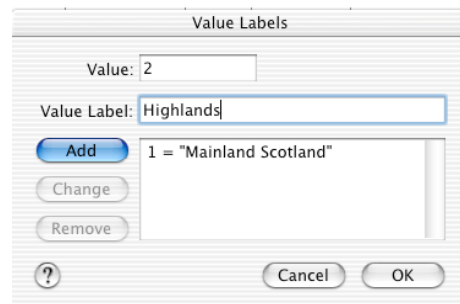 Value Labels
Value: 2
Value Label: Highlands
Add
1 = "Mainland Scotland"
Change
Remove
? Cancel OK